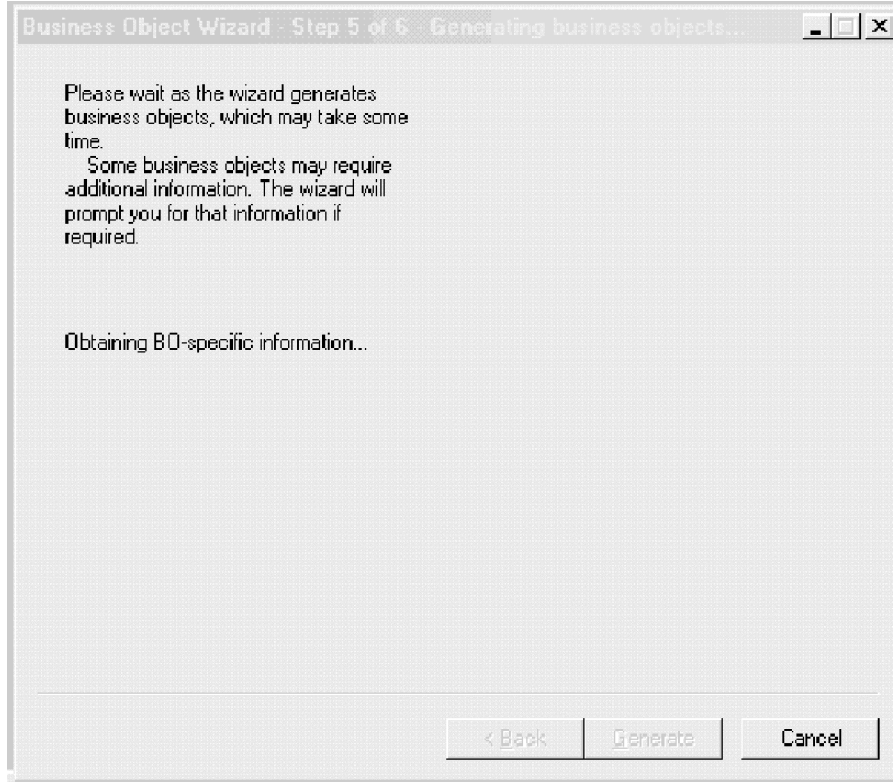 Business Object Wizard - Step 5 of 6 - Generating business objects...
Please wait as the wizard generates
business objects, which may take some
time.
Some business objects may require
additional information. The wizard will
prompt you for that information if
required.
Obtaining BO-specific information...
< Back
Generate
Cancel